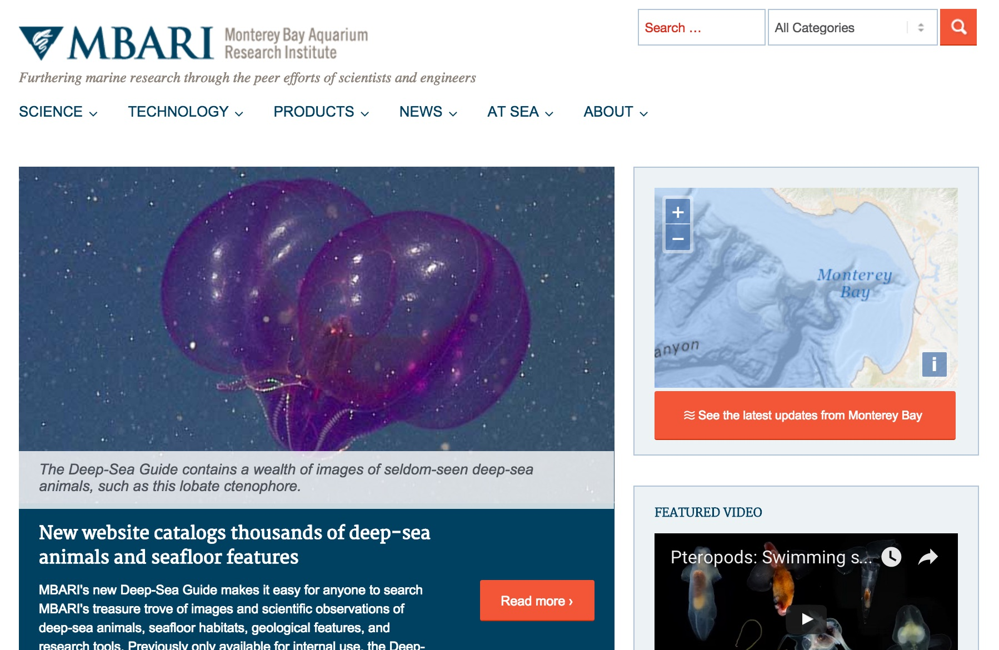 MBARI Monterey Bay Aquarium
Research Institute
Furthering marine research through the peer efforts of scientists and engineers
Search ...
All Categories
SCIENCE
TECHNOLOGY
PRODUCTS
NEWS
AT SEA
ABOUT
The Deep-Sea Guide contains a wealth of images of seldom-seen deep-sea
animals, such as this lobate ctenophore.
New website catalogs thousands of deep-sea
animals and seafloor features
MBARI's new Deep-Sea Guide makes it easy for anyone to search
MBARI's treasure trove of images and scientific observations of
deep-sea animals, seafloor habitats, geological features, and
research tools. Previously only available for internal use, the Deep-
Read more ›
+
−
Monterey
Bay
anyon
i
≈ See the latest updates from Monterey Bay
FEATURED VIDEO
Pteropods: Swimming s...